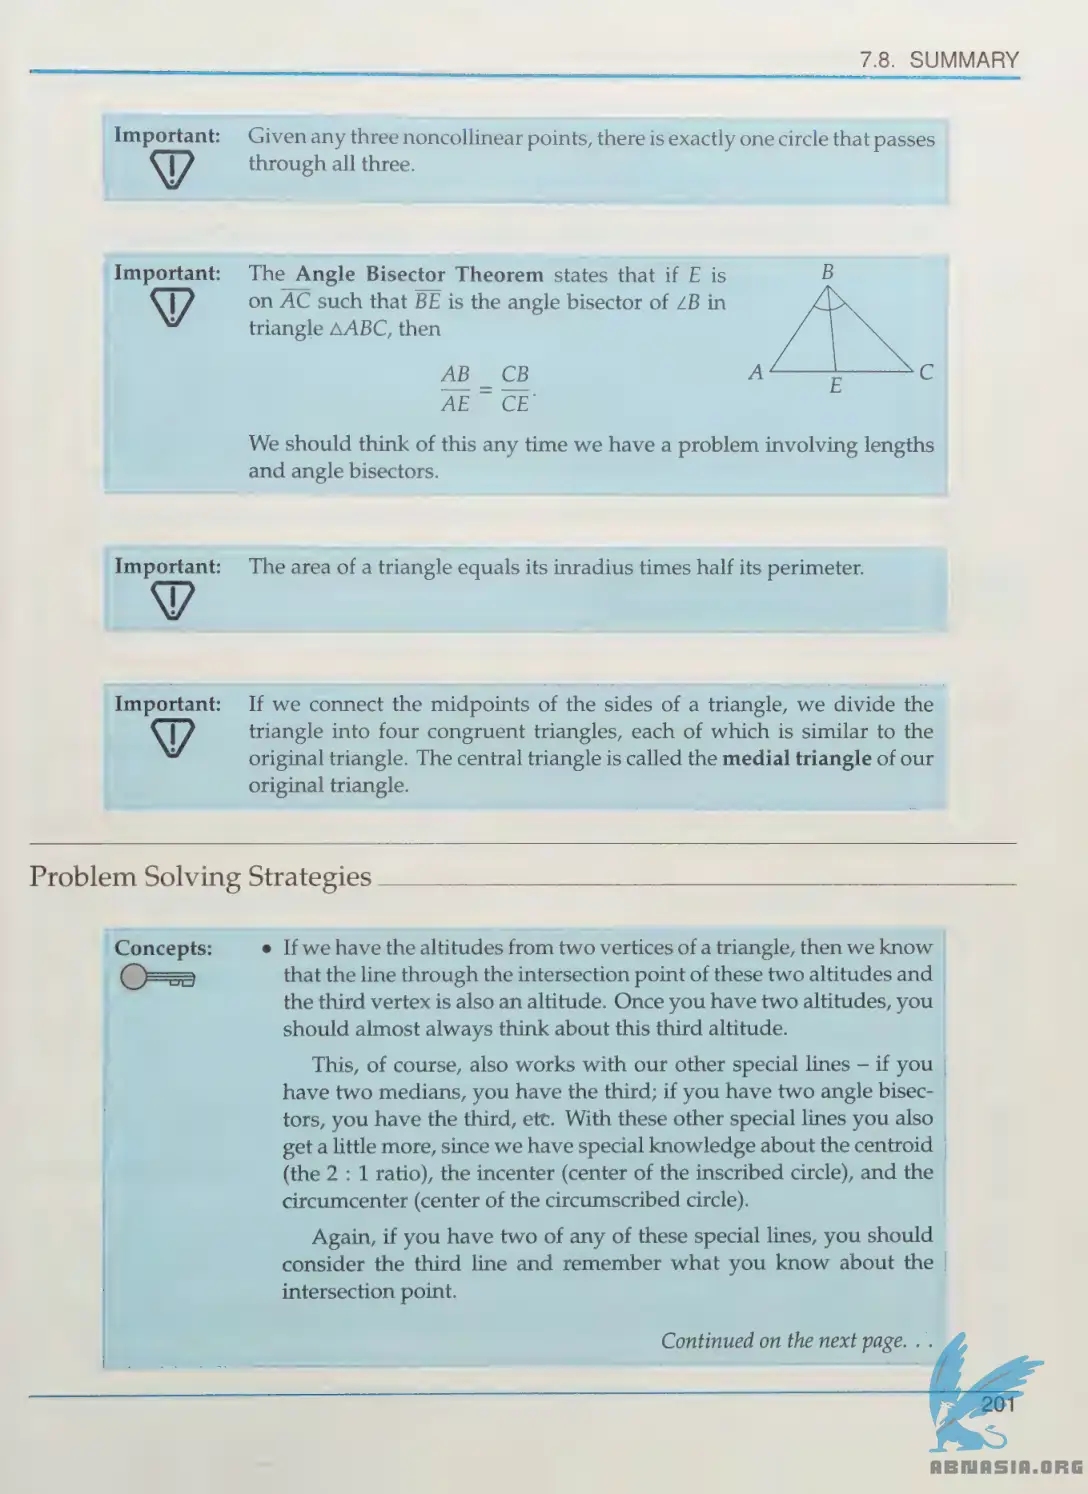 7.8. SUMMARY
Important: Given any three noncollinear points, there is exactly one circle that passes
through all three.
Important: The Angle Bisector Theorem states that if E is
on AC such that BE is the angle bisector of ∠B in
triangle △ABC, then
AB/AE = CB/CE.
B
A
E
C
We should think of this any time we have a problem involving lengths
and angle bisectors.
Important: The area of a triangle equals its inradius times half its perimeter.
Important: If we connect the midpoints of the sides of a triangle, we divide the
triangle into four congruent triangles, each of which is similar to the
original triangle. The central triangle is called the medial triangle of our
original triangle.
Problem Solving Strategies
Concepts: • If we have the altitudes from two vertices of a triangle, then we know
that the line through the intersection point of these two altitudes and
the third vertex is also an altitude. Once you have two altitudes, you
should almost always think about this third altitude.
This, of course, also works with our other special lines – if you
have two medians, you have the third; if you have two angle bisec-
tors, you have the third, etc. With these other special lines you also
get a little more, since we have special knowledge about the centroid
(the 2 : 1 ratio), the incenter (center of the inscribed circle), and the
circumcenter (center of the circumscribed circle).
Again, if you have two of any of these special lines, you should
consider the third line and remember what you know about the
intersection point.
Continued on the next page. . .
201
ABNASIA.ORG